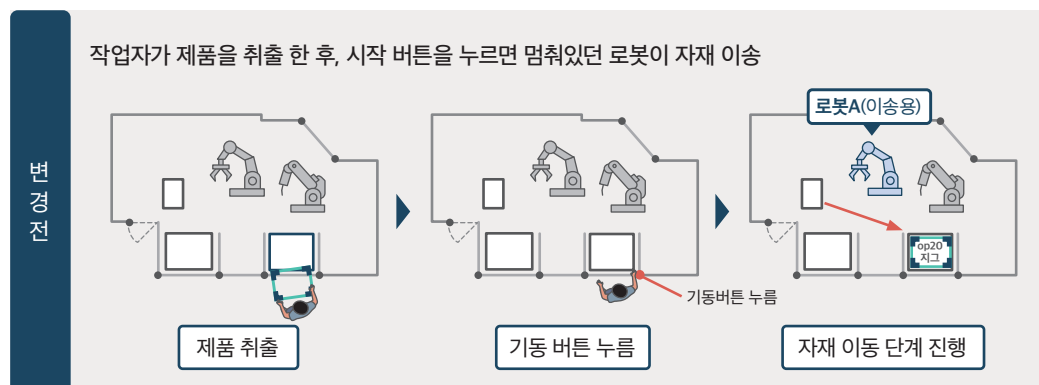 변경전
작업자가 제품을 취출 한 후, 시작 버튼을 누르면 멈춰있던 로봇이 자재 이송
로봇A(이송용)
op20
지그
기동버튼 누름
제품 취출
기동 버튼 누름
자재 이동 단계 진행